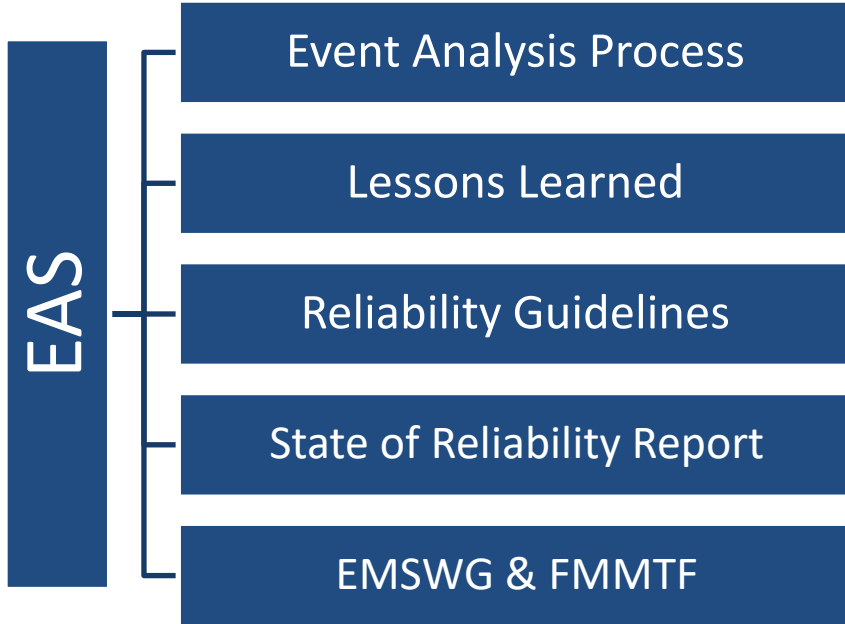 EAS
Event Analysis Process
Lessons Learned
Reliability Guidelines
State of Reliability Report
EMSWG & FMMTF